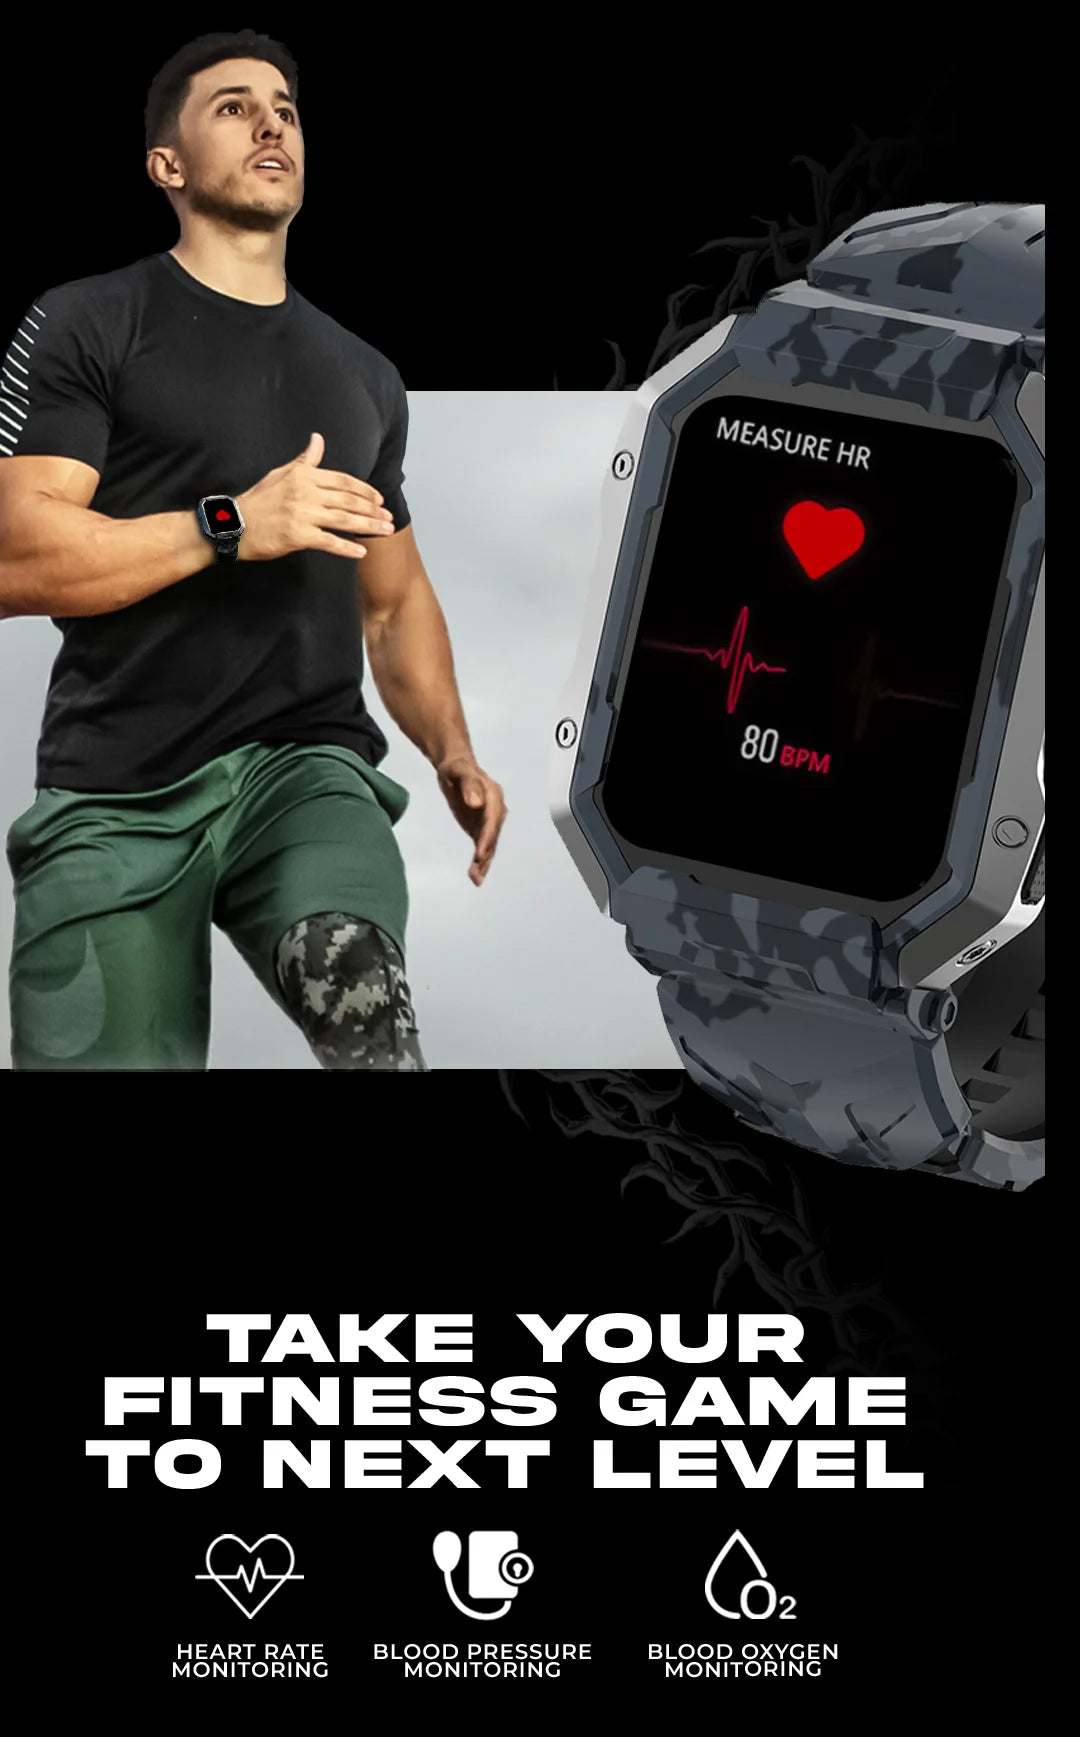 MEASURE HR
80 BPM
TAKE YOUR
FITNESS GAME
TO NEXT LEVEL
O2
HEART RATE
MONITORING
BLOOD PRESSURE
MONITORING
BLOOD OXYGEN
MONITORING